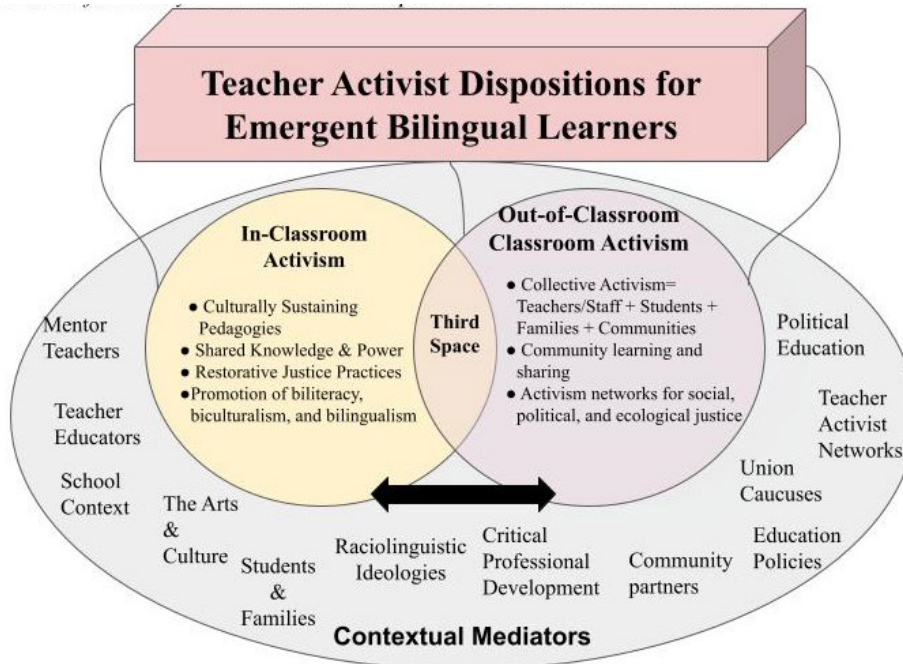 Teacher Activist Dispositions for
Emergent Bilingual Learners
In-Classroom
Activism
● Culturally Sustaining
Pedagogies
● Shared Knowledge & Power
● Restorative Justice Practices
●Promotion of biliteracy,
biculturalism, and bilingualism
Third
Space
Out-of-Classroom
Classroom Activism
● Collective Activism=
Teachers/Staff + Students +
Families + Communities
● Community learning and
sharing
● Activism networks for social,
political, and ecological justice
Mentor
Teachers
Teacher
Educators
School
Context
The Arts
&
Culture
Students
&
Families
Raciolinguistic
Ideologies
Critical
Professional
Development
Community
partners
Education
Policies
Union
Caucuses
Teacher
Activist
Networks
Political
Education
Contextual Mediators